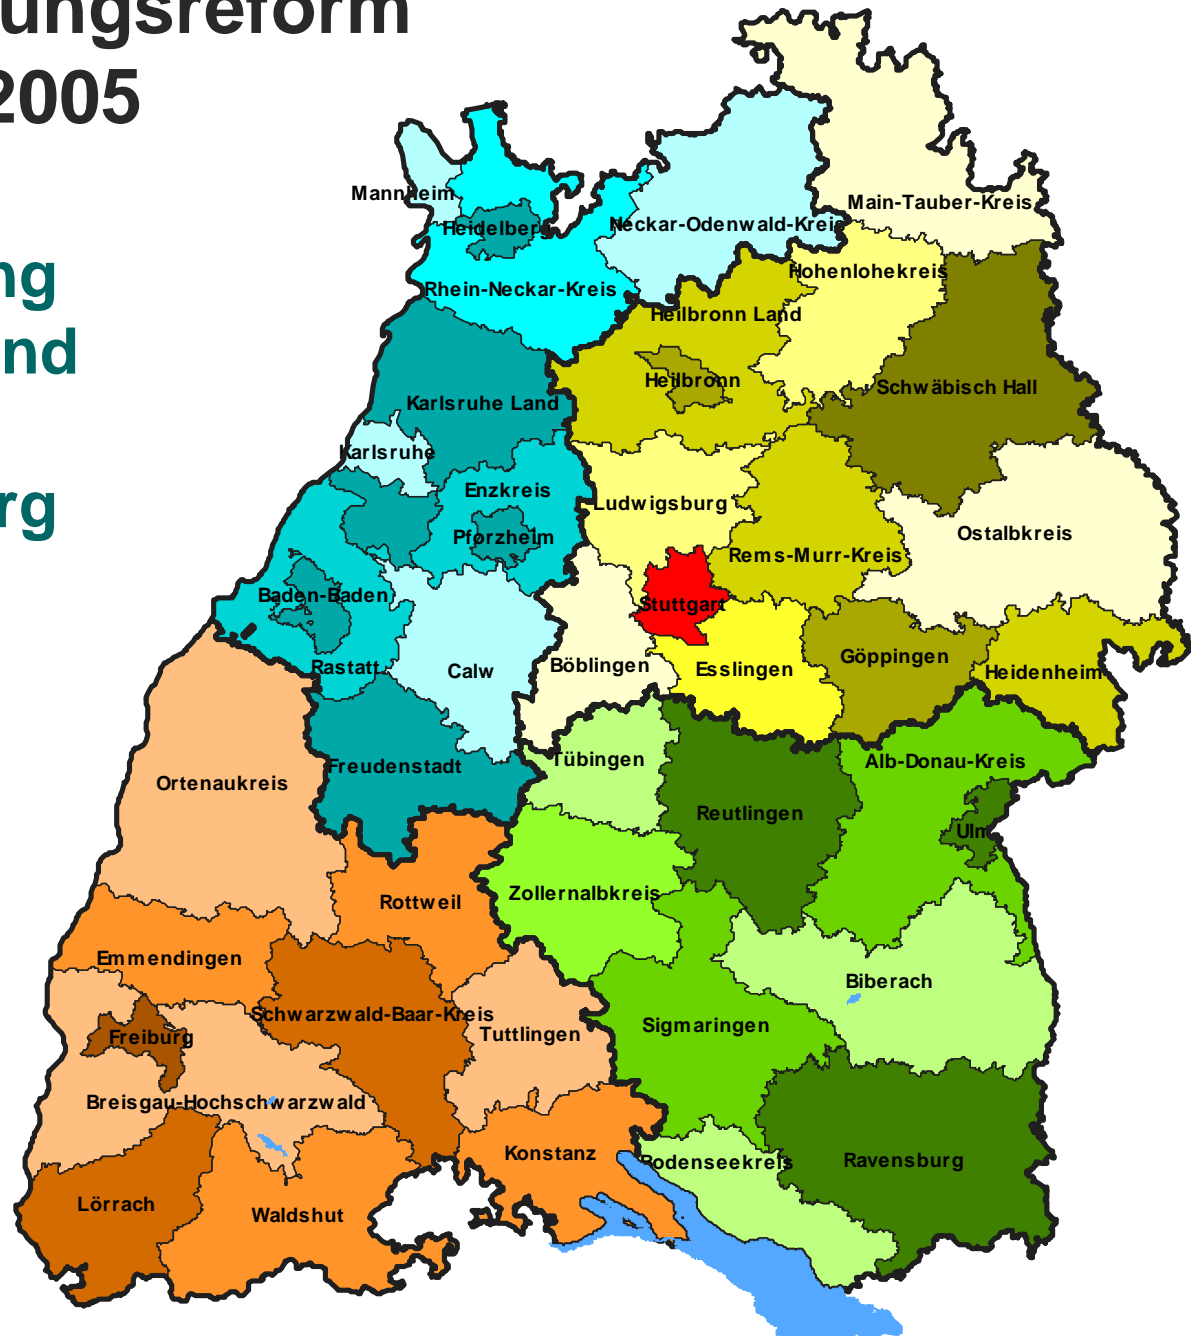 ungsreform
2005
ng
nd
rg
Mannheim
Heidelberg
Rhein-Neckar-Kreis
Neckar-Odenwald-Kreis
Main-Tauber-Kreis
Hohenlohekreis
Heilbronn Land
Heilbronn
Schwäbisch Hall
Karlsruhe Land
Karlsruhe
Enzkreis
Pforzheim
Ludwigsburg
Rems-Murr-Kreis
Ostalbkreis
Baden-Baden
Rastatt
Calw
Stuttgart
Böblingen
Esslingen
Göppingen
Heidenheim
Freudenstadt
Tübingen
Reutlingen
Alb-Donau-Kreis
Ulm
Ortenaukreis
Rottweil
Zollernalbkreis
Emmendingen
Schwarzwald-Baar-Kreis
Tuttlingen
Sigmaringen
Biberach
Freiburg
Breisgau-Hochschwarzwald
Konstanz
Bodenseekreis
Ravensburg
Lörrach
Waldshut